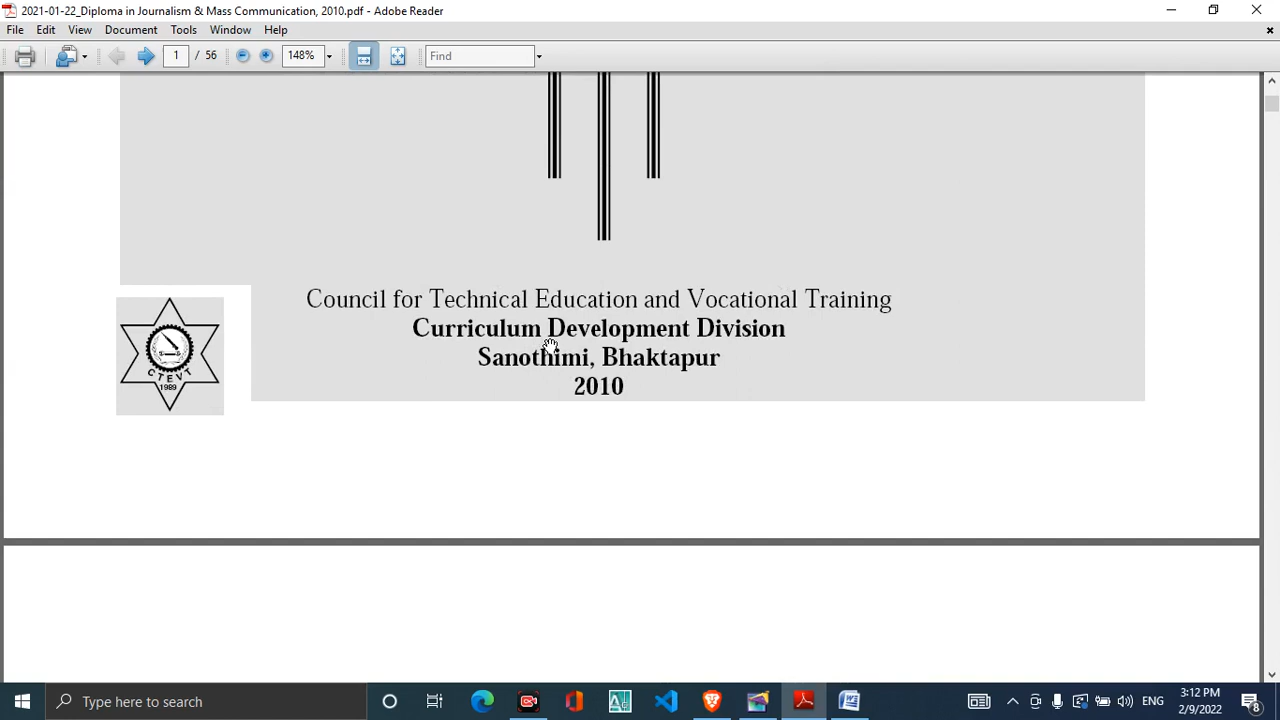 2021-01-22_Diploma in Journalism & Mass Communication, 2010.pdf - Adobe Reader
File Edit View Document Tools Window Help
1 / 56 148% Find
Council for Technical Education and Vocational Training
Curriculum Development Division
Sanothimi, Bhaktapur
2010
CTEVT
1989
Type here to search
ENG
3:12 PM
2/9/2022
8